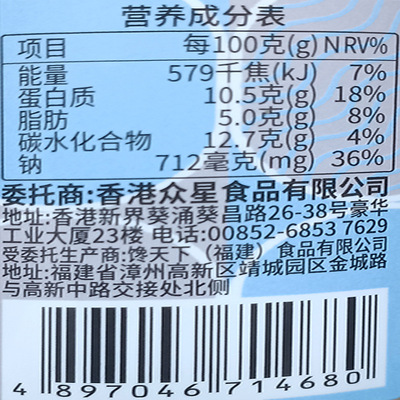 营养成分表
项目 每100克(g) NRV%
能量 579千焦(kJ) 7%
蛋白质 10.5克(g) 18%
脂肪 5.0克(g) 8%
碳水化合物 12.7克(g) 4%
钠 712毫克(mg) 36%
委托商:香港众星食品有限公司
地址:香港新界葵涌葵昌路26-38号豪华
工业大厦23楼 电话:00852-6853 7629
受委托生产商: 馋天下（福建）食品有限公司
地址:福建省漳州高新区靖城园区金城路
与高新中路交接处北侧
4 897046 714680